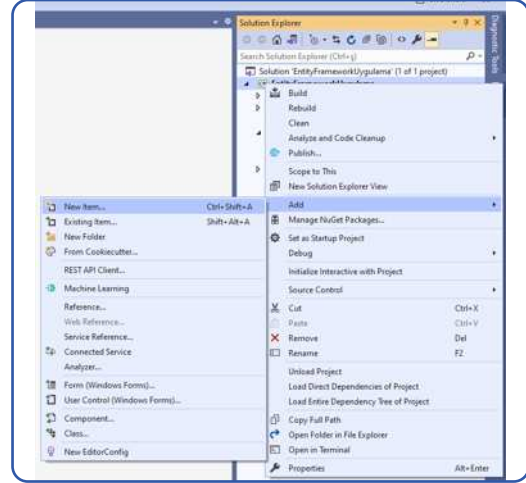 Solution Explorer
Search Solution Explorer (Ctrl+ş)
Solution 'EntityFrameworkUygulama' (1 of 1 project)
EntityFrameworkUygulama
Diagnostic Tools
Build
Rebuild
Clean
Analyze and Code Cleanup
Publish...
Scope to This
New Solution Explorer View
Add
Manage NuGet Packages...
Set as Startup Project
Debug
Initialize Interactive with Project
Source Control
Cut Ctrl+X
Paste Ctrl+V
Remove Del
Rename F2
Unload Project
Load Direct Dependencies of Project
Load Entire Dependency Tree of Project
Copy Full Path
Open Folder in File Explorer
Open in Terminal
Properties Alt+Enter
New Item... Ctrl+Shift+A
Existing Item... Shift+Alt+A
New Folder
From Cookiecutter...
REST API Client...
Machine Learning
Reference...
Web Reference...
Service Reference...
Connected Service
Analyzer...
Form (Windows Forms)...
User Control (Windows Forms)...
Component...
Class...
New EditorConfig